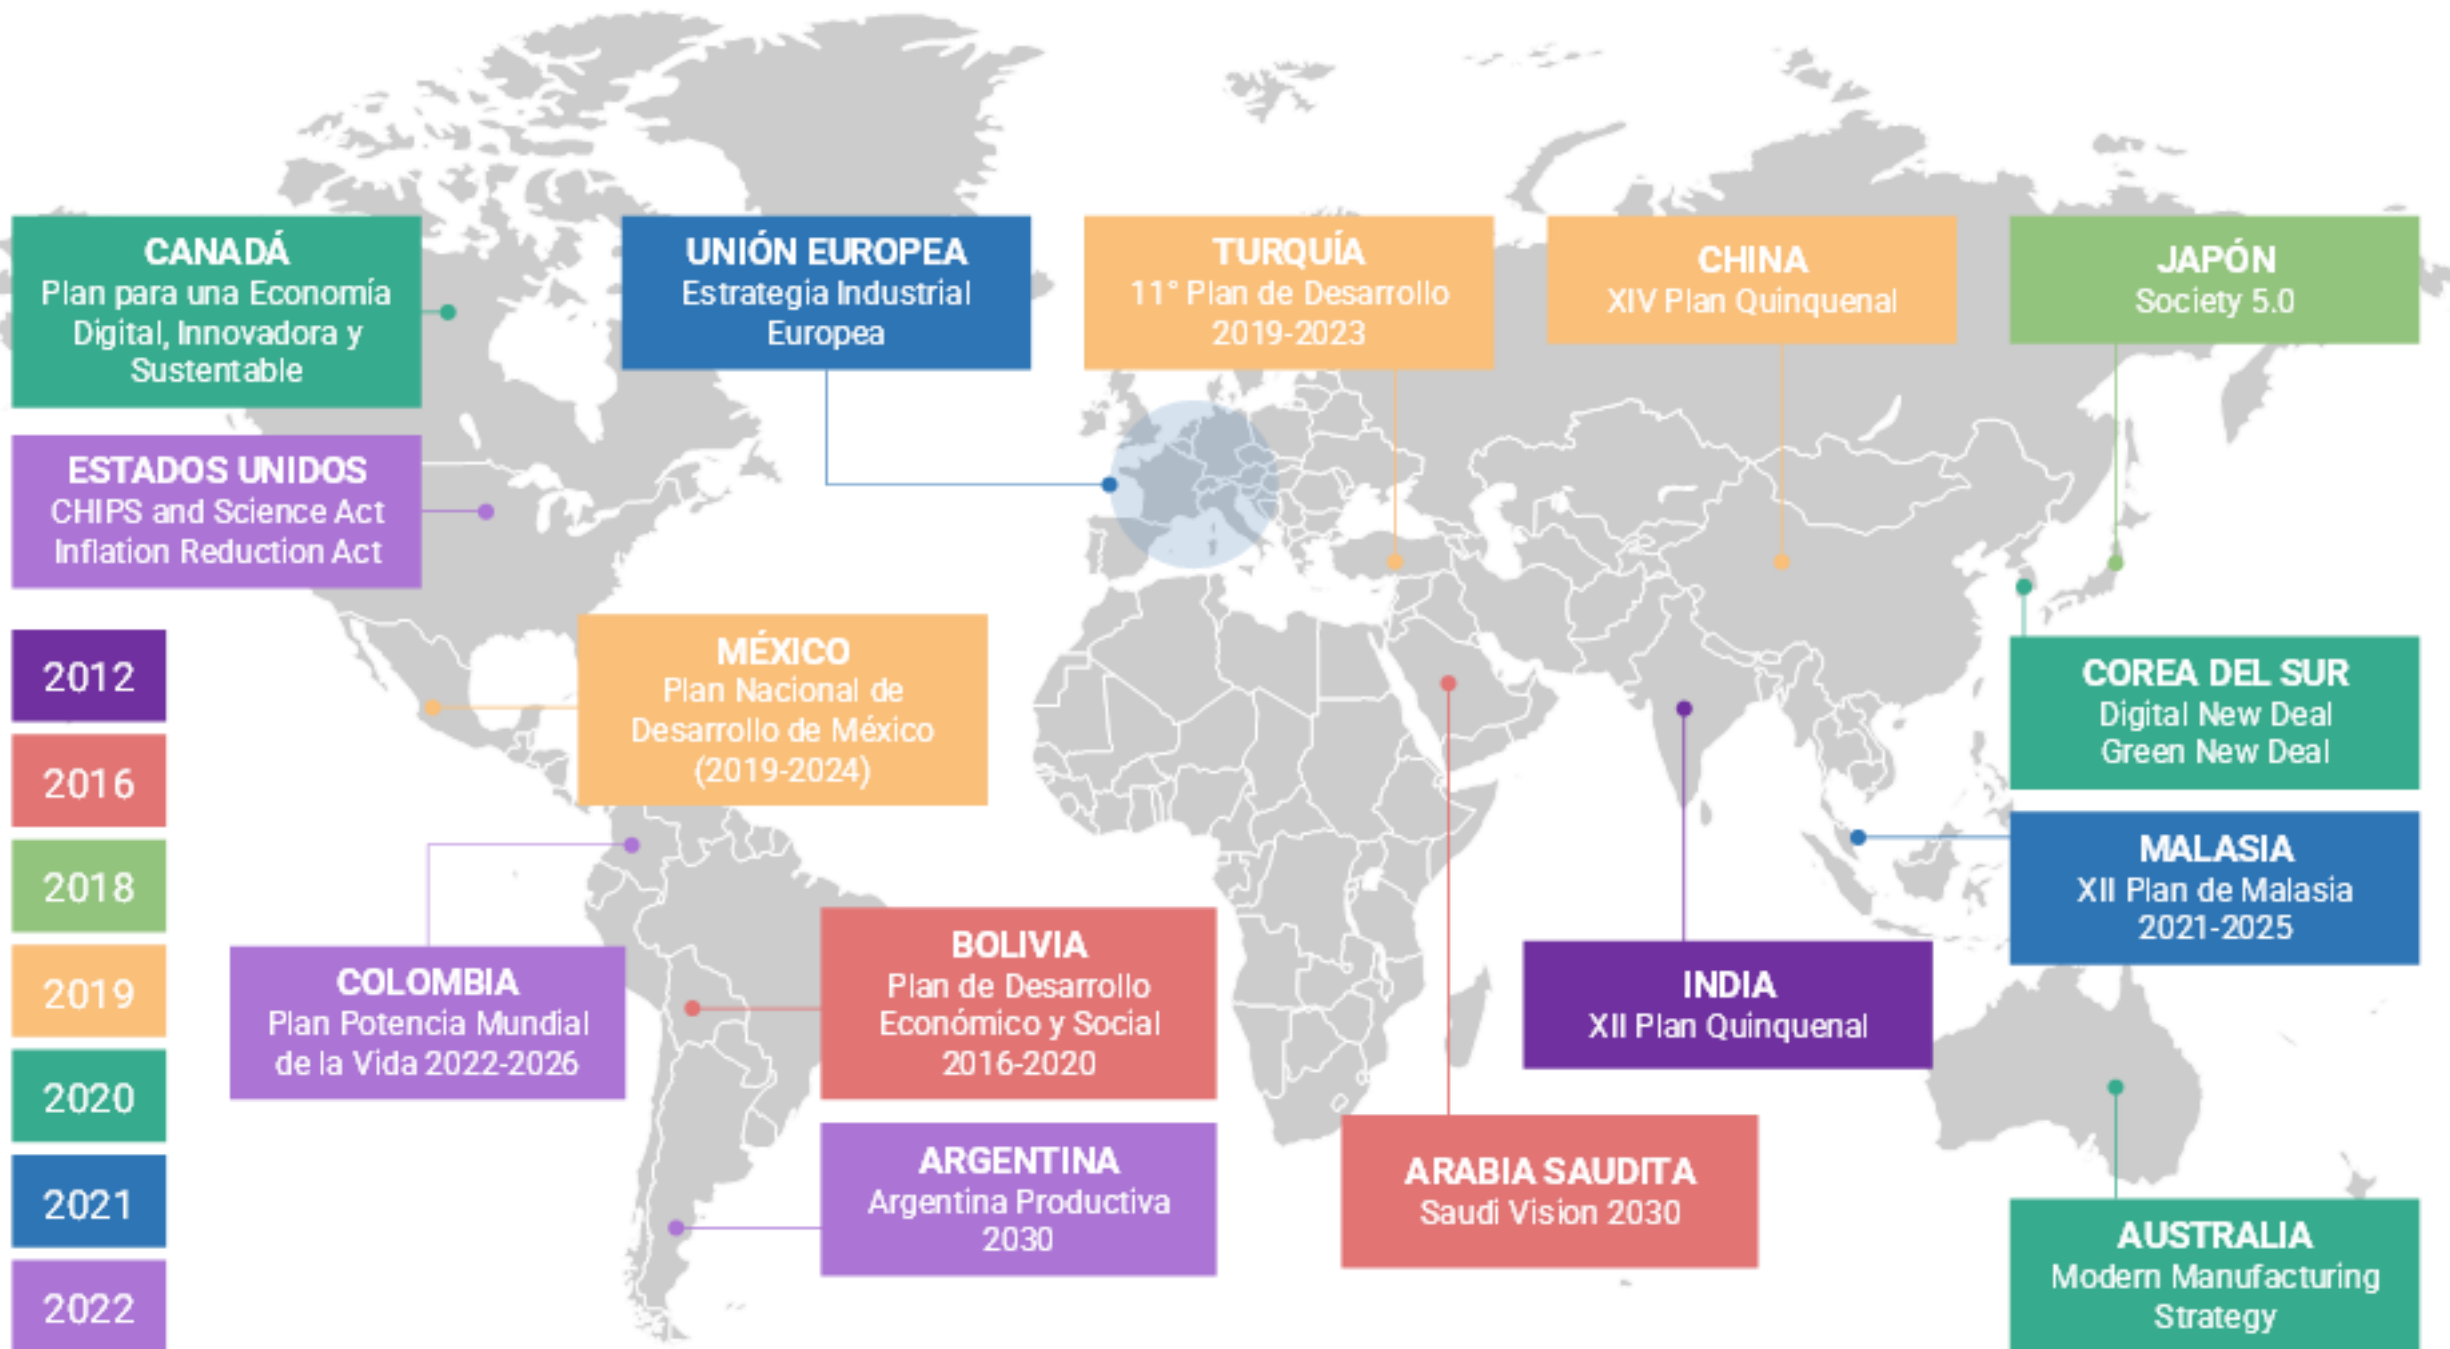 CANADÁ
Plan para una Economía
Digital, Innovadora y
Sustentable
UNIÓN EUROPEA
Estrategia Industrial
Europea
TURQUÍA
11° Plan de Desarrollo
2019-2023
CHINA
XIV Plan Quinquenal
JAPÓN
Society 5.0
ESTADOS UNIDOS
CHIPS and Science Act
Inflation Reduction Act
MÉXICO
Plan Nacional de
Desarrollo de México
(2019-2024)
COREA DEL SUR
Digital New Deal
Green New Deal
MALASIA
XII Plan de Malasia
2021-2025
COLOMBIA
Plan Potencia Mundial
de la Vida 2022-2026
BOLIVIA
Plan de Desarrollo
Económico y Social
2016-2020
INDIA
XII Plan Quinquenal
ARGENTINA
Argentina Productiva
2030
ARABIA SAUDITA
Saudi Vision 2030
AUSTRALIA
Modern Manufacturing
Strategy
2012
2016
2018
2019
2020
2021
2022